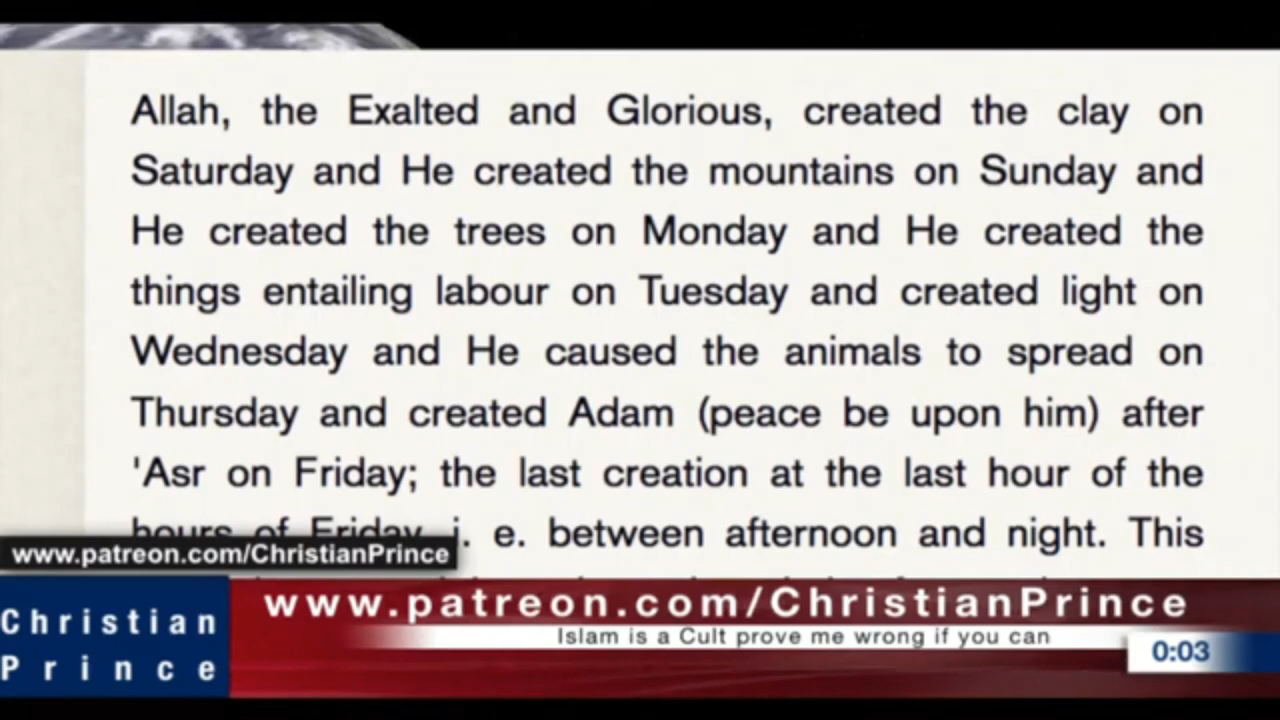 Allah, the Exalted and Glorious, created the clay on
Saturday and He created the mountains on Sunday and
He created the trees on Monday and He created the
things entailing labour on Tuesday and created light on
Wednesday and He caused the animals to spread on
Thursday and created Adam (peace be upon him) after
'Asr on Friday; the last creation at the last hour of the
hours of Friday, i. e. between afternoon and night. This
www.patreon.com/ChristianPrince
Christian
Prince
www.patreon.com/ChristianPrince
Islam is a Cult prove me wrong if you can
0:03